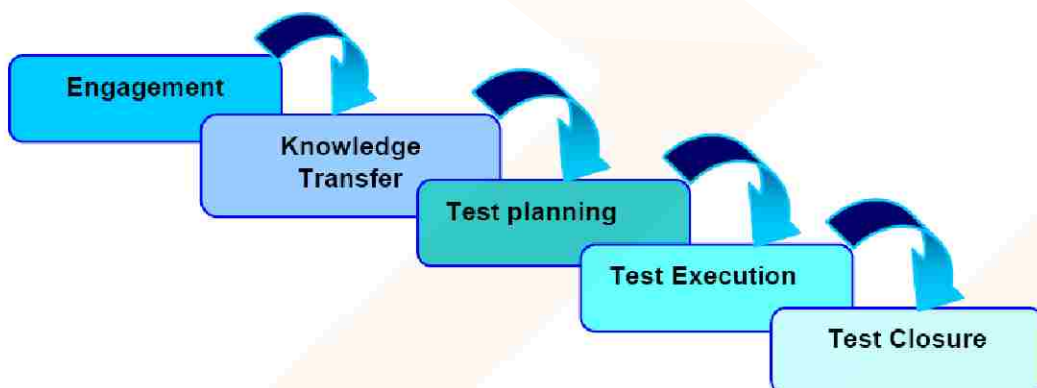 Engagement
Knowledge
Transfer
Test planning
Test Execution
Test Closure